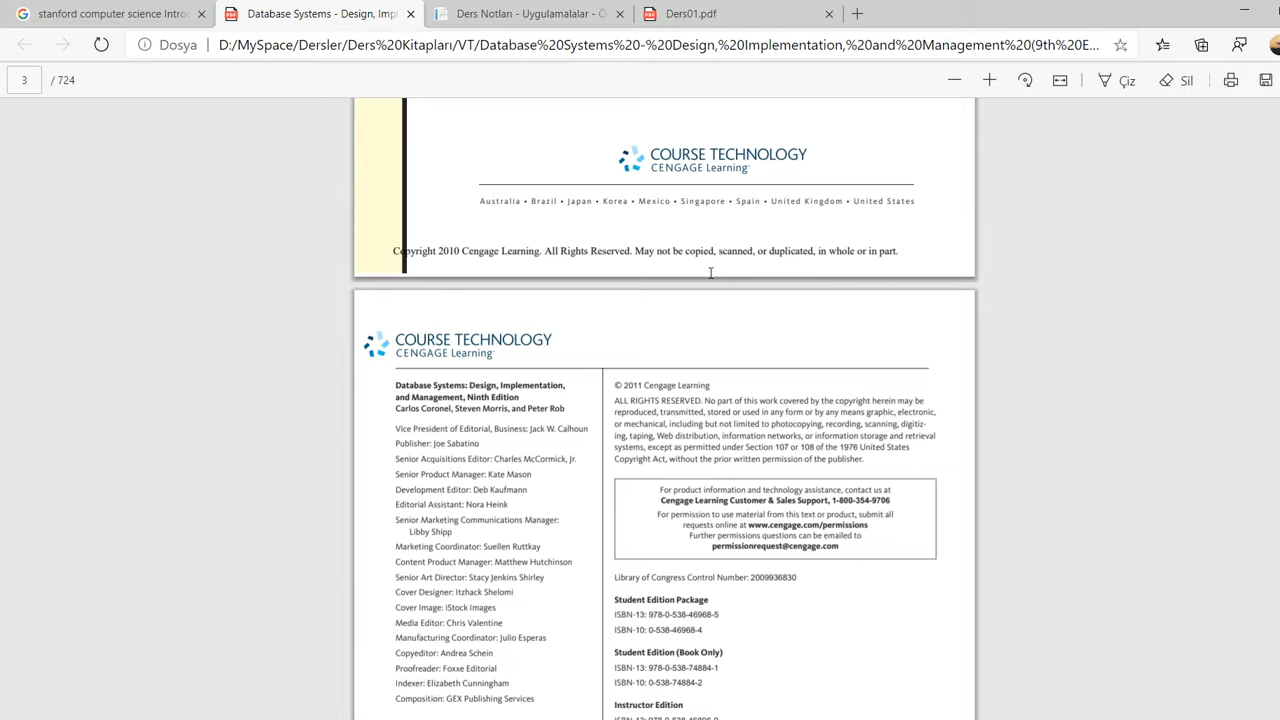 stanford computer science Intro
Database Systems - Design, Impl
Ders Notları - Uygulamalar
Ders01.pdf
Dosya
D:/MySpace/Dersler/Ders%20Kitapları/VT/Database%20Systems%20-%20Design,%20Implementation,%20and%20Management%20(9th%20E...
3
/ 724
Çiz
Sil
COURSE TECHNOLOGY
CENGAGE Learning
Australia • Brazil • Japan • Korea • Mexico • Singapore • Spain • United Kingdom • United States
Copyright 2010 Cengage Learning. All Rights Reserved. May not be copied, scanned, or duplicated, in whole or in part.
COURSE TECHNOLOGY
CENGAGE Learning
Database Systems: Design, Implementation,
and Management, Ninth Edition
Carlos Coronel, Steven Morris, and Peter Rob
Vice President of Editorial, Business: Jack W. Calhoun
Publisher: Joe Sabatino
Senior Acquisitions Editor: Charles McCormick, Jr.
Senior Product Manager: Kate Mason
Development Editor: Deb Kaufmann
Editorial Assistant: Nora Heink
Senior Marketing Communications Manager:
Libby Shipp
Marketing Coordinator: Suellen Ruttkay
Content Product Manager: Matthew Hutchinson
Senior Art Director: Stacy Jenkins Shirley
Cover Designer: Itzhack Shelomi
Cover Image: iStock Images
Media Editor: Chris Valentine
Manufacturing Coordinator: Julio Esperas
Copyeditor: Andrea Schein
Proofreader: Foxxe Editorial
Indexer: Elizabeth Cunningham
Composition: GEX Publishing Services
© 2011 Cengage Learning
ALL RIGHTS RESERVED. No part of this work covered by the copyright herein may be
reproduced, transmitted, stored or used in any form or by any means graphic, electronic,
or mechanical, including but not limited to photocopying, recording, scanning, digitiz-
ing, taping, Web distribution, information networks, or information storage and retrieval
systems, except as permitted under Section 107 or 108 of the 1976 United States
Copyright Act, without the prior written permission of the publisher.
For product information and technology assistance, contact us at
Cengage Learning Customer & Sales Support, 1-800-354-9706
For permission to use material from this text or product, submit all
requests online at www.cengage.com/permissions
Further permissions questions can be emailed to
permissionrequest@cengage.com
Library of Congress Control Number: 2009936830
Student Edition Package
ISBN-13: 978-0-538-46968-5
ISBN-10: 0-538-46968-4
Student Edition (Book Only)
ISBN-13: 978-0-538-74884-1
ISBN-10: 0-538-74884-2
Instructor Edition